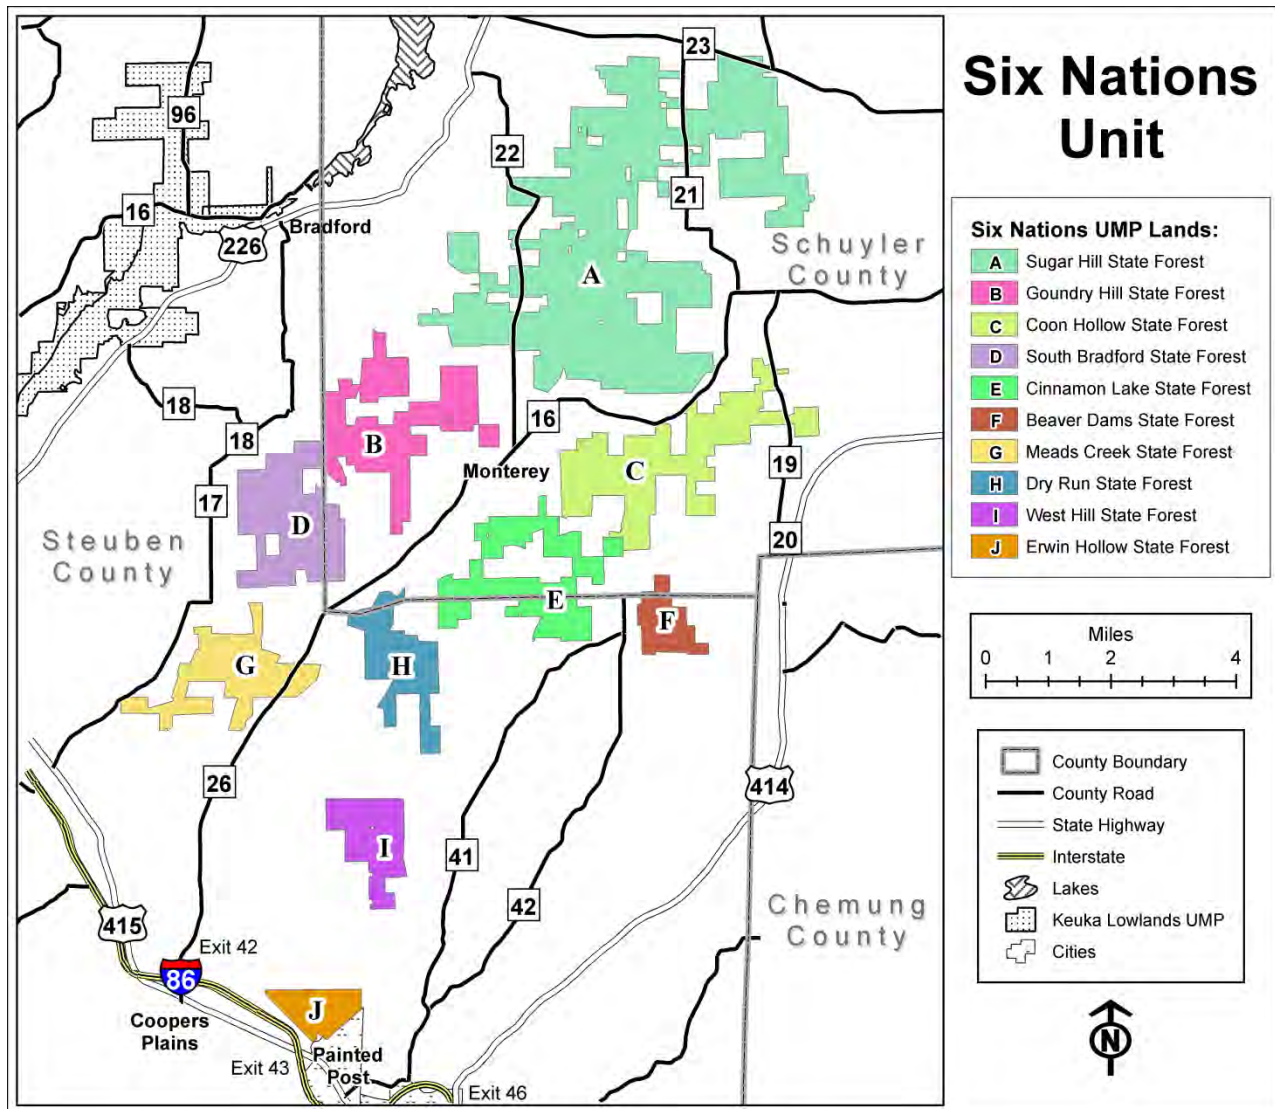 Six Nations
Unit
Six Nations UMP Lands:
A Sugar Hill State Forest
B Goundry Hill State Forest
C Coon Hollow State Forest
D South Bradford State Forest
E Cinnamon Lake State Forest
F Beaver Dams State Forest
G Meads Creek State Forest
H Dry Run State Forest
I West Hill State Forest
J Erwin Hollow State Forest
Miles
0 1 2 4
County Boundary
County Road
State Highway
Interstate
Lakes
Keuka Lowlands UMP
Cities
N
23
96
22
21
16
226
Bradford
Schuyler
County
A
18
18
16
B
Monterey
C
19
17
D
20
Steuben
County
E
F
G
H
26
414
I
41
42
Chemung
County
415
Exit 42
86
J
Coopers
Plains
Painted
Post
Exit 43
Exit 46